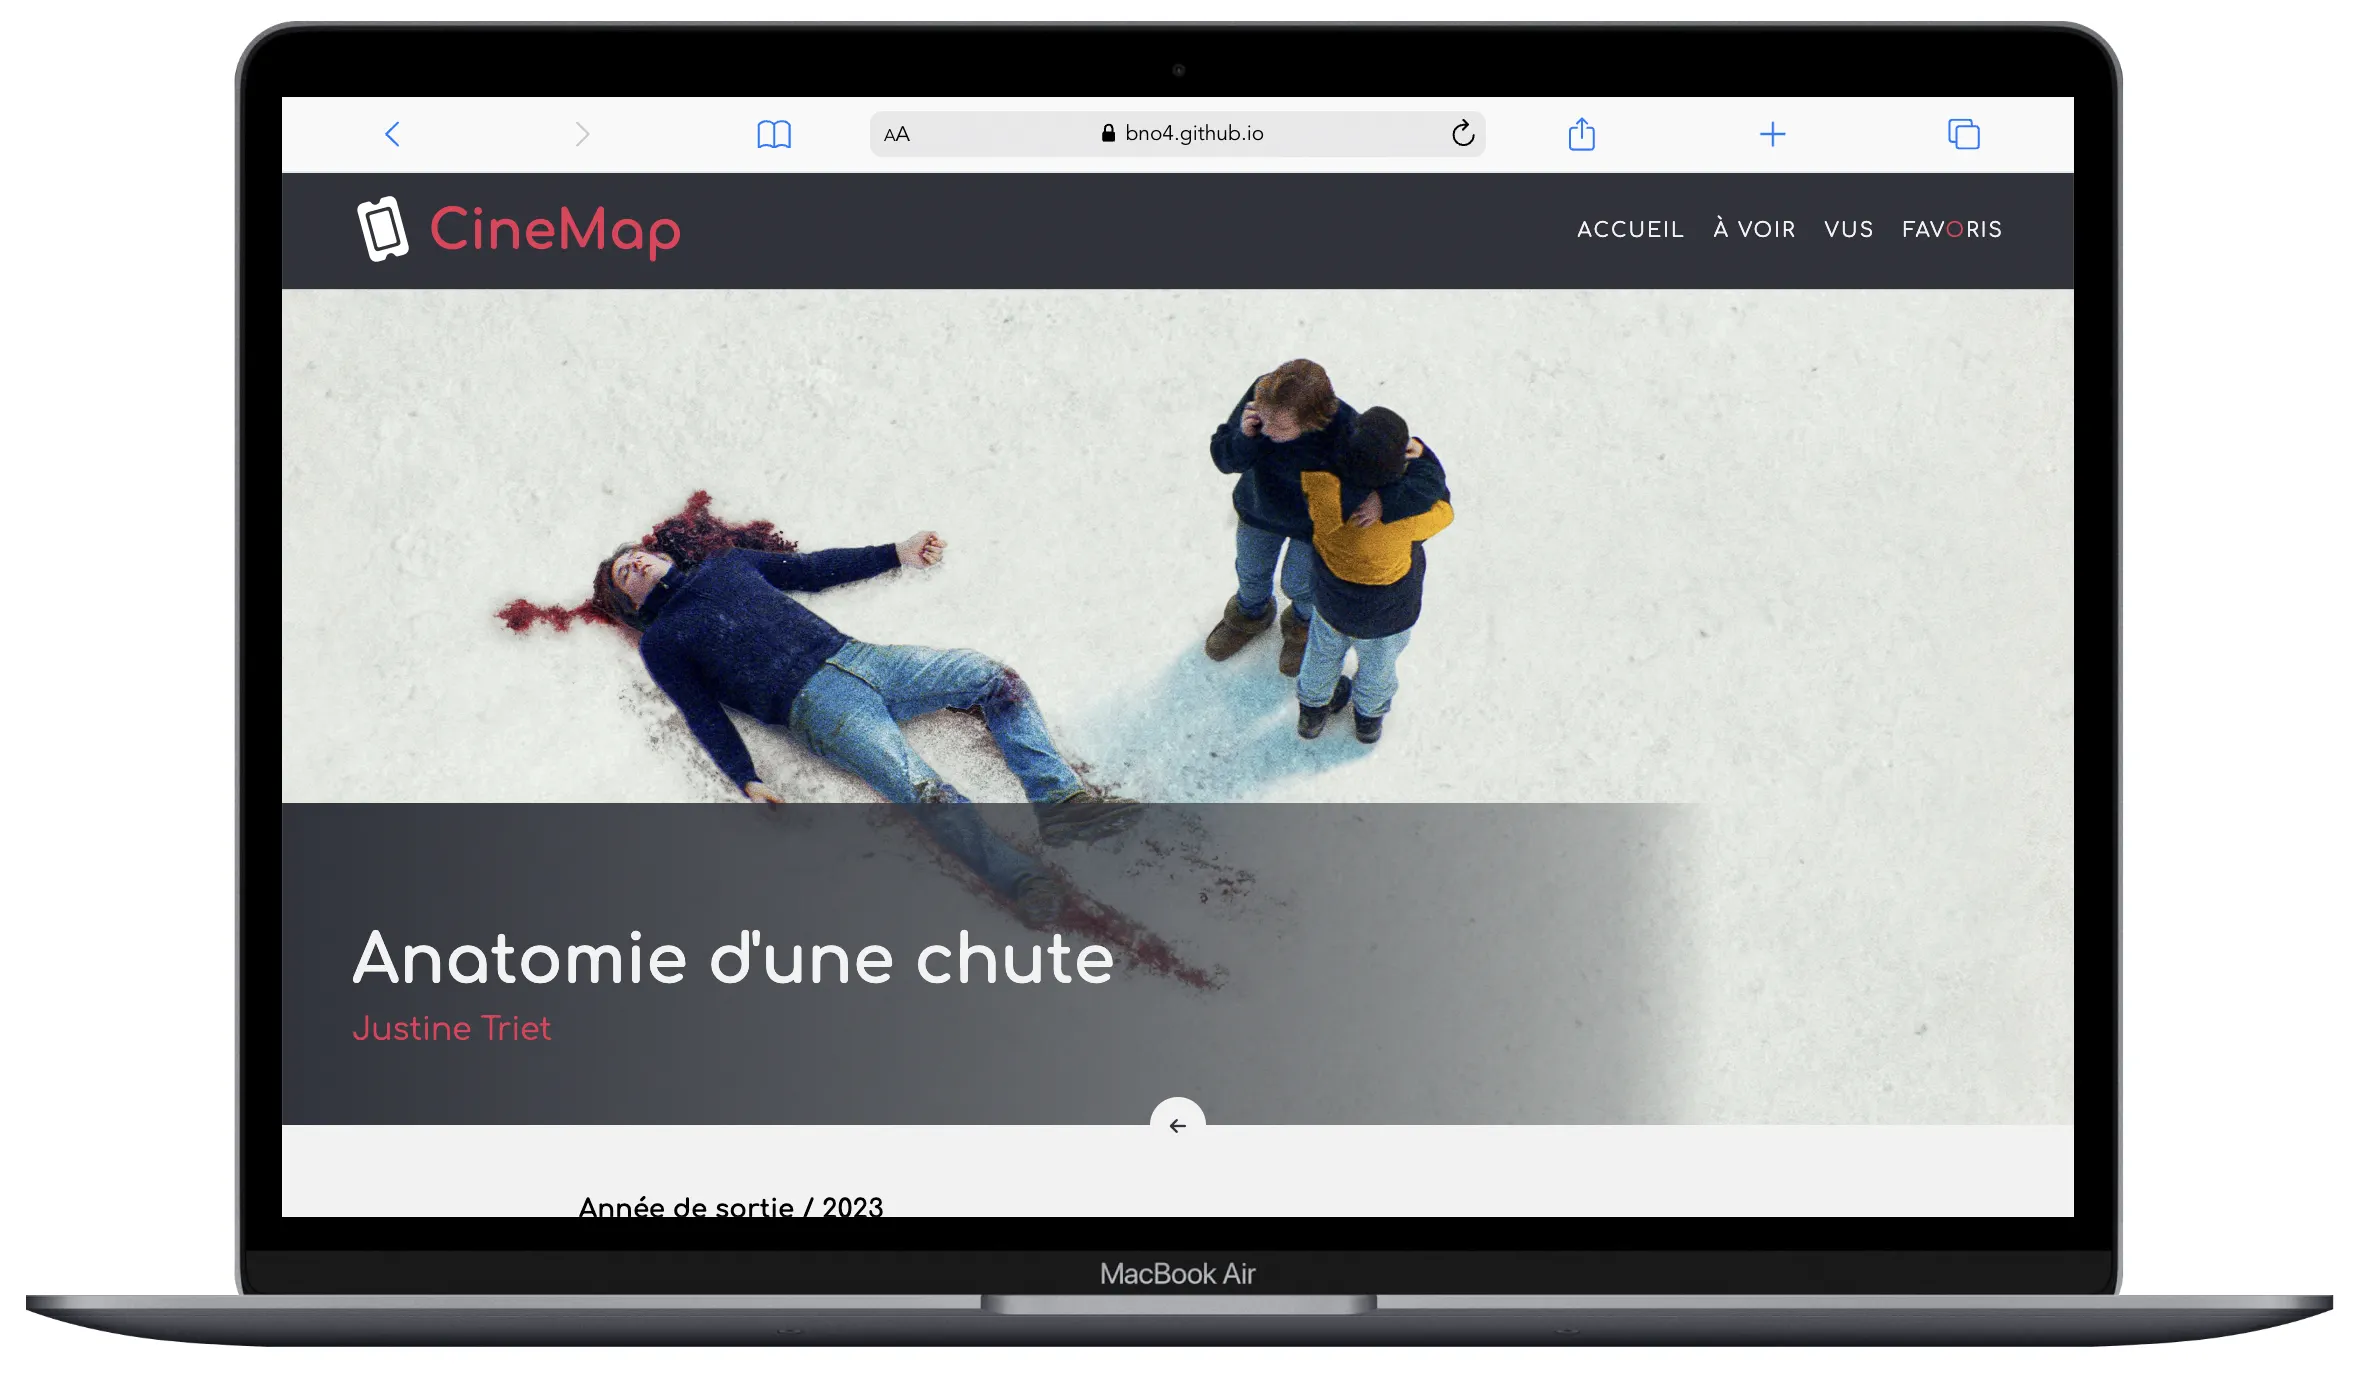 AA
bno4.github.io
CineMap
ACCUEIL À VOIR VUS FAVORIS
Anatomie d'une chute
Justine Triet
Année de sortie / 2023
MacBook Air